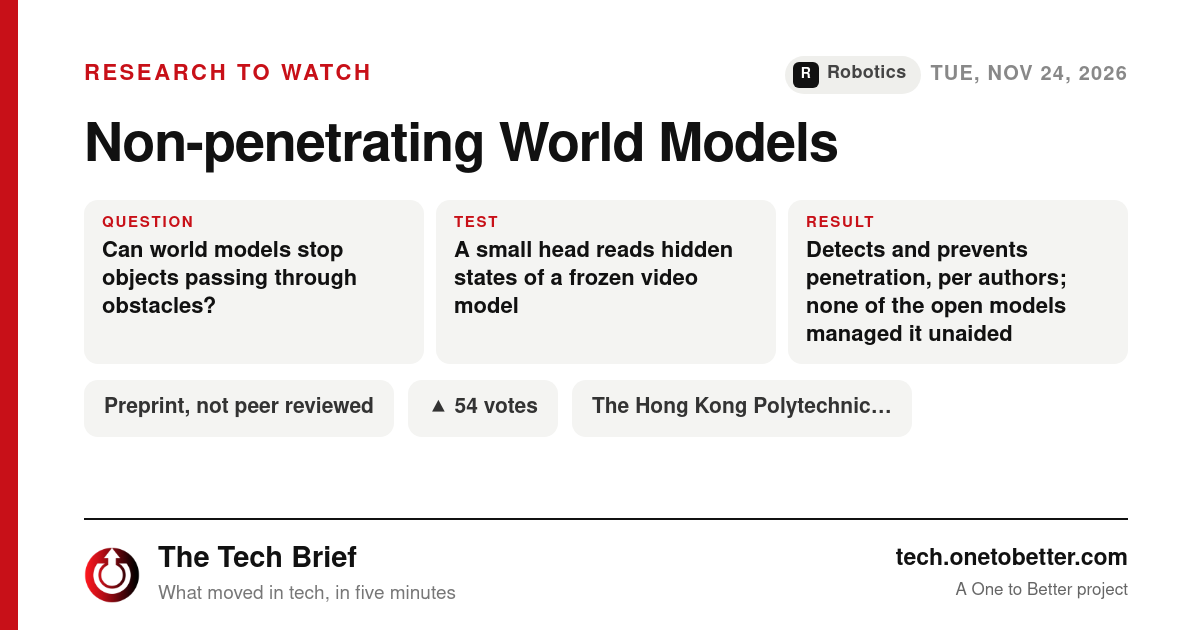 RESEARCH TO WATCH
R Robotics TUE, NOV 24, 2026
Non-penetrating World Models
QUESTION
Can world models stop
objects passing through
obstacles?
TEST
A small head reads hidden
states of a frozen video
model
RESULT
Detects and prevents
penetration, per authors;
none of the open models
managed it unaided
Preprint, not peer reviewed
▲ 54 votes
The Hong Kong Polytechnic…
The Tech Brief
What moved in tech, in five minutes
tech.onetobetter.com
A One to Better project